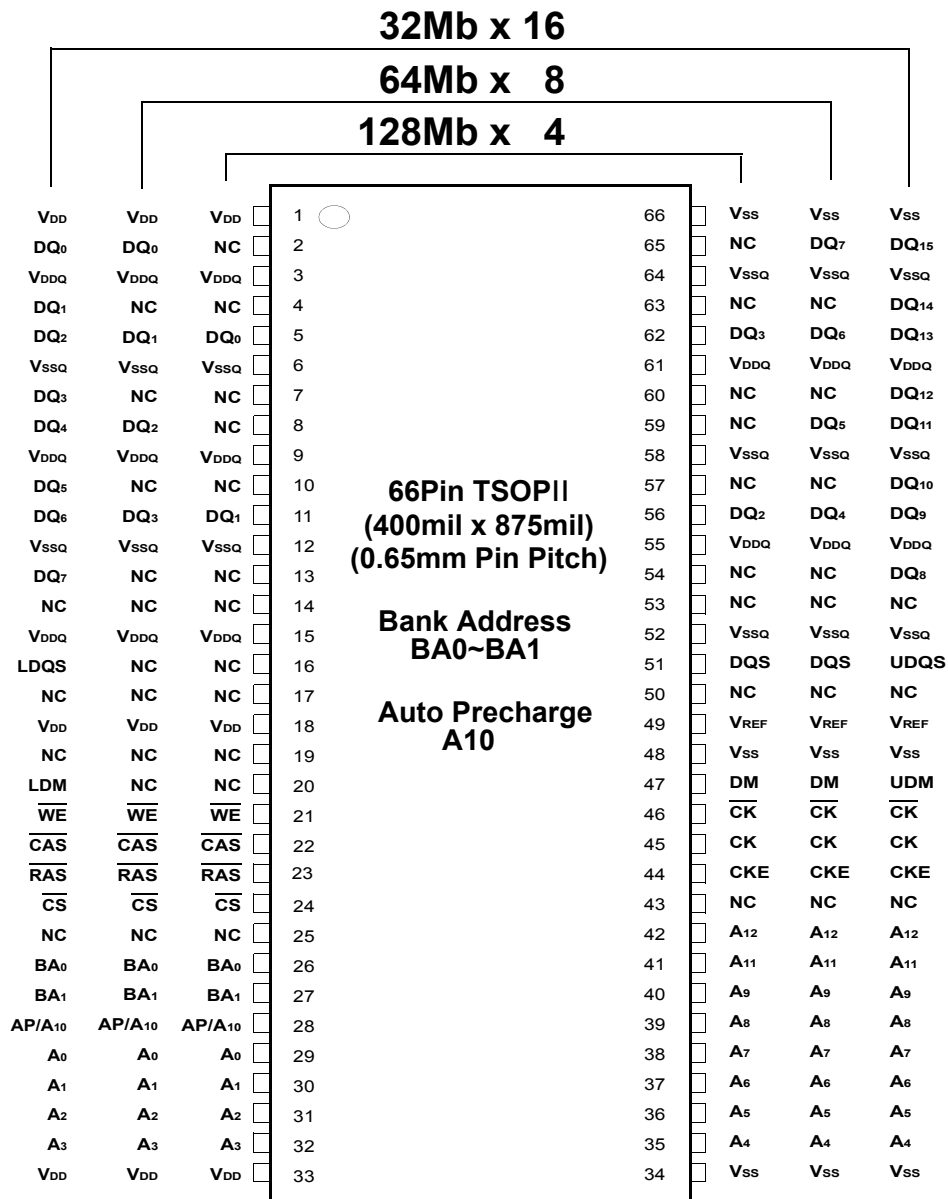 32Mb x 16
64Mb x 8
128Mb x 4
VDD VDD VDD 1 66 VSS VSS VSS
DQ0 DQ0 NC 2 65 NC DQ7 DQ15
VDDQ VDDQ VDDQ 3 64 VSSQ VSSQ VSSQ
DQ1 NC NC 4 63 NC NC DQ14
DQ2 DQ1 DQ0 5 62 DQ3 DQ6 DQ13
VSSQ VSSQ VSSQ 6 61 VDDQ VDDQ VDDQ
DQ3 NC NC 7 60 NC NC DQ12
DQ4 DQ2 NC 8 59 NC DQ5 DQ11
VDDQ VDDQ VDDQ 9 58 VSSQ VSSQ VSSQ
DQ5 NC NC 10 57 NC NC DQ10
DQ6 DQ3 DQ1 11 56 DQ2 DQ4 DQ9
VSSQ VSSQ VSSQ 12 55 VDDQ VDDQ VDDQ
DQ7 NC NC 13 54 NC NC DQ8
NC NC NC 14 53 NC NC NC
VDDQ VDDQ VDDQ 15 52 VSSQ VSSQ VSSQ
LDQS NC NC 16 51 DQS DQS UDQS
NC NC NC 17 50 NC NC NC
VDD VDD VDD 18 49 VREF VREF VREF
NC NC NC 19 48 VSS VSS VSS
LDM NC NC 20 47 DM DM UDM
WE WE WE 21 46 CK CK CK
CAS CAS CAS 22 45 CK CK CK
RAS RAS RAS 23 44 CKE CKE CKE
CS CS CS 24 43 NC NC NC
NC NC NC 25 42 A12 A12 A12
BA0 BA0 BA0 26 41 A11 A11 A11
BA1 BA1 BA1 27 40 A9 A9 A9
AP/A10 AP/A10 AP/A10 28 39 A8 A8 A8
A0 A0 A0 29 38 A7 A7 A7
A1 A1 A1 30 37 A6 A6 A6
A2 A2 A2 31 36 A5 A5 A5
A3 A3 A3 32 35 A4 A4 A4
VDD VDD VDD 33 34 VSS VSS VSS
66Pin TSOPII
(400mil x 875mil)
(0.65mm Pin Pitch)
Bank Address
BA0~BA1
Auto Precharge
A10